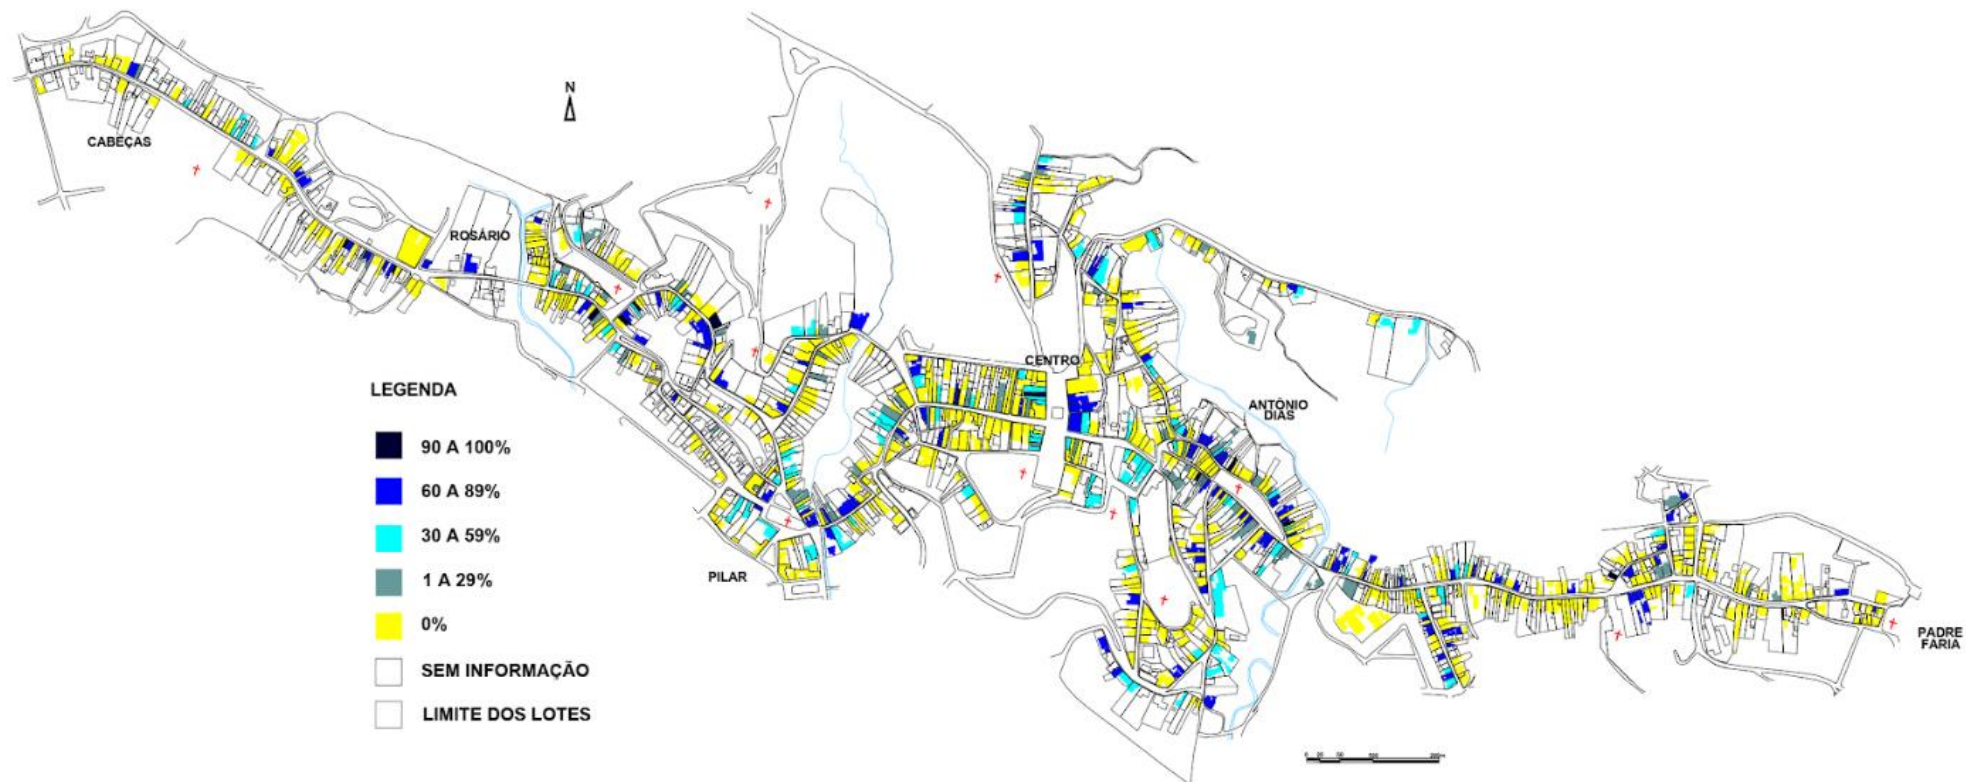 N
CABEÇAS
ROSÁRIO
CENTRO
ANTÔNIO
DIAS
PILAR
PADRE
FARIA
LEGENDA
90 A 100%
60 A 89%
30 A 59%
1 A 29%
0%
SEM INFORMAÇÃO
LIMITE DOS LOTES